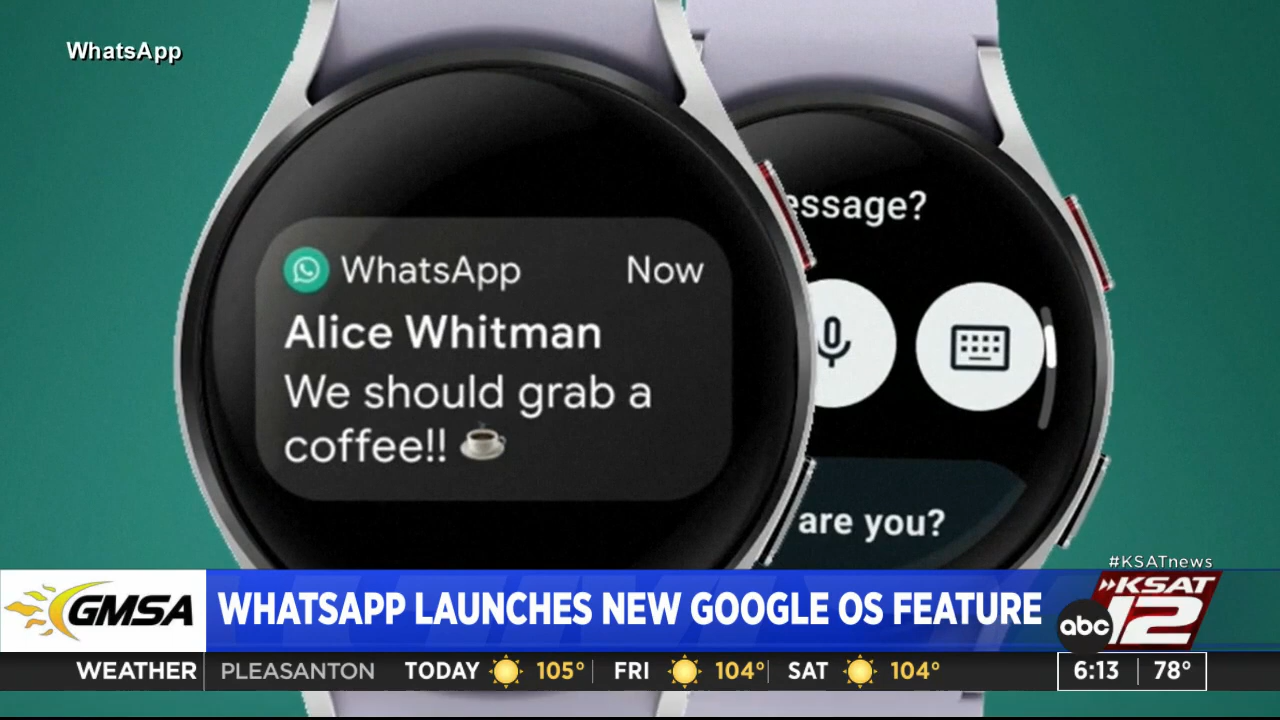 WhatsApp
WhatsApp Now
Alice Whitman
We should grab a
coffee!! ☕
essage?
are you?
#KSATnews
GMSA
WHATSAPP LAUNCHES NEW GOOGLE OS FEATURE
KSAT
abc 12
WEATHER PLEASANTON TODAY 105° FRI 104° SAT 104° 6:13 78°